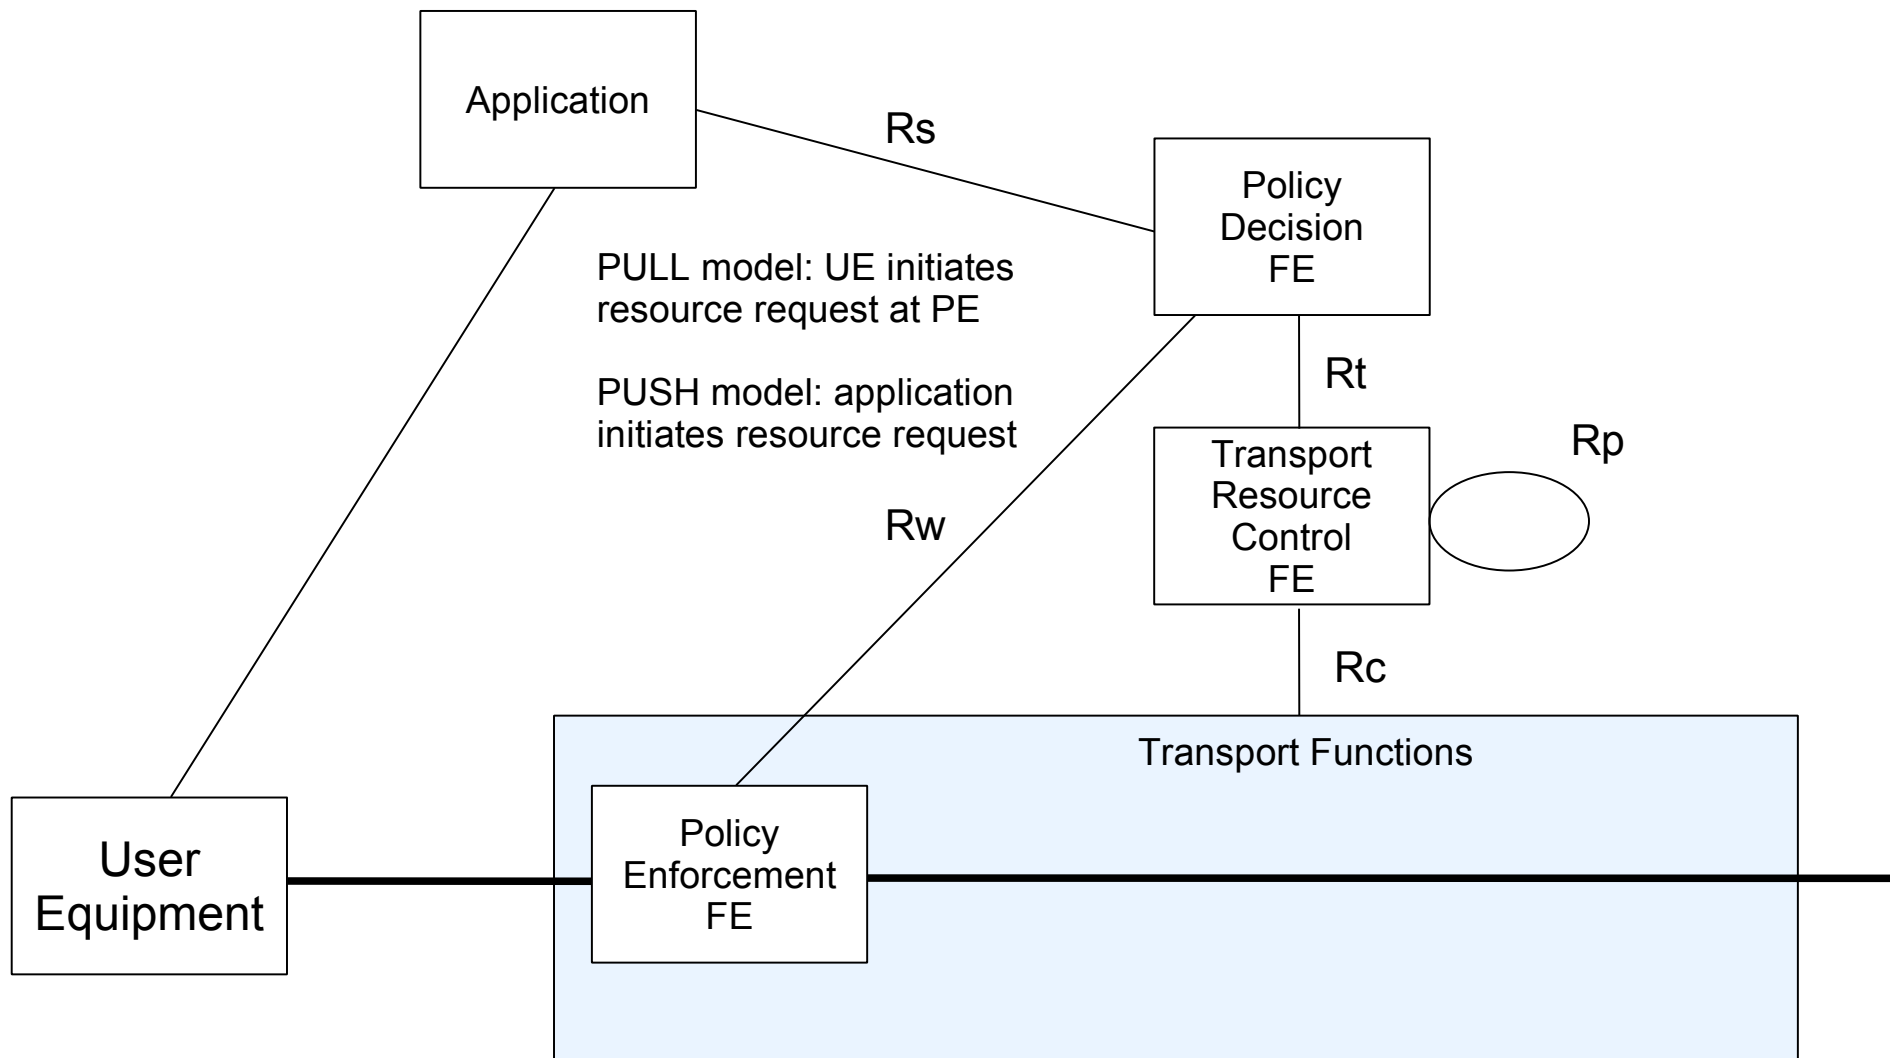 Application
Rs
Policy
Decision
FE
PULL model: UE initiates
resource request at PE
PUSH model: application
initiates resource request
Rt
Rp
Transport
Resource
Control
FE
Rw
Rc
Transport Functions
User
Equipment
Policy
Enforcement
FE